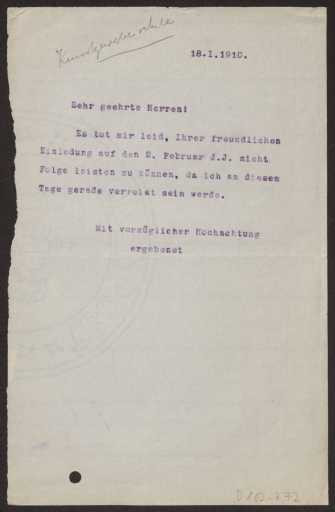 Kunstgewerbeschule
18.I.1910.
Sehr geehrte Herren!
Es tut mir leid, Ihrer freundlichen
Einladung auf den 2. Februar d.J. nicht
Folge leisten zu können, da ich an diesem
Tage gerade verreist sein werde.
Mit vorzüglicher Hochachtung
ergebenst